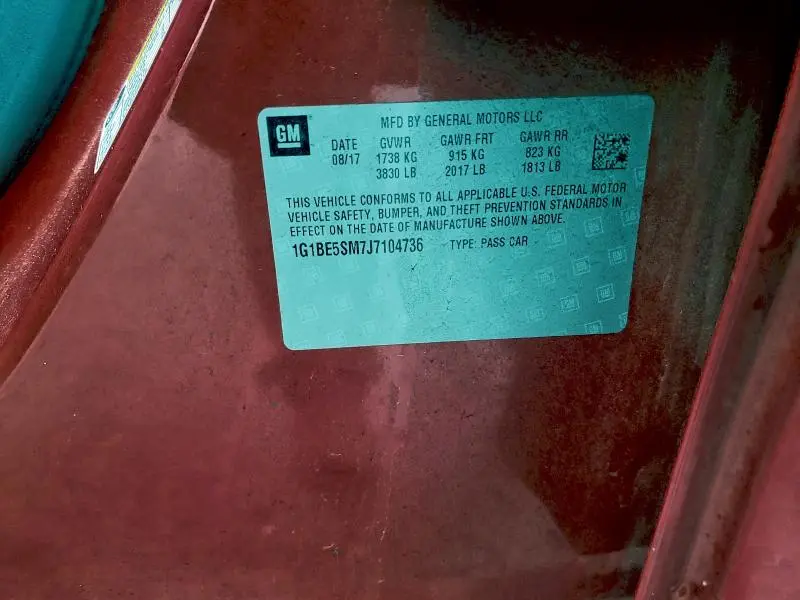 GM
MFD BY GENERAL MOTORS LLC
DATE GVWR GAWR FRT GAWR RR
08/17 1738 KG 915 KG 823 KG
3830 LB 2017 LB 1813 LB
THIS VEHICLE CONFORMS TO ALL APPLICABLE U.S. FEDERAL MOTOR
VEHICLE SAFETY, BUMPER, AND THEFT PREVENTION STANDARDS IN
EFFECT ON THE DATE OF MANUFACTURE SHOWN ABOVE.
1G1BE5SM7J7104736 TYPE: PASS CAR